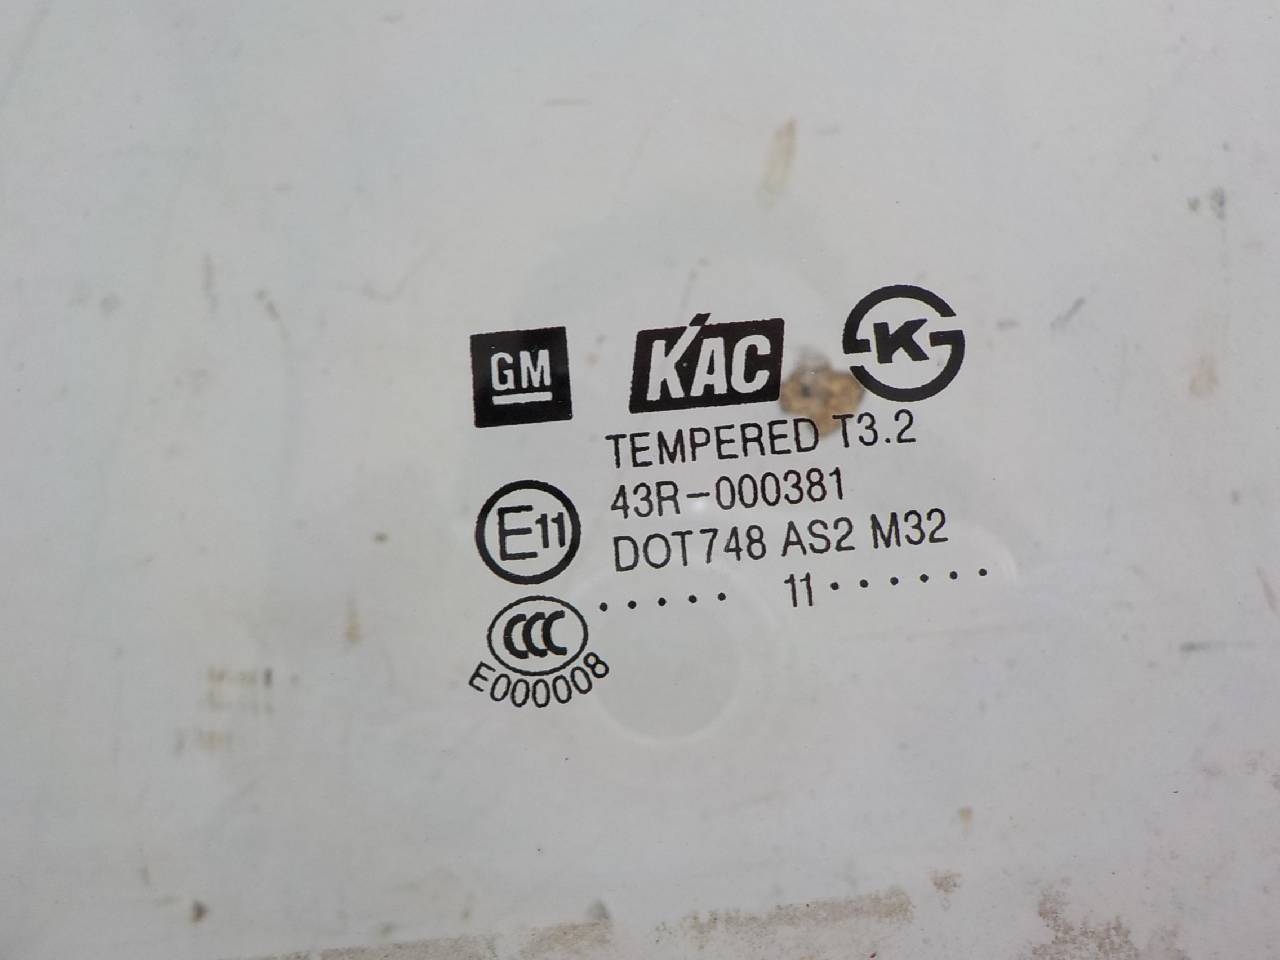 GM KAC K
TEMPERED T3.2
E11 43R-000381
DOT748 AS2 M32
. . . . . 11 . . . . . .
CCC
E000008